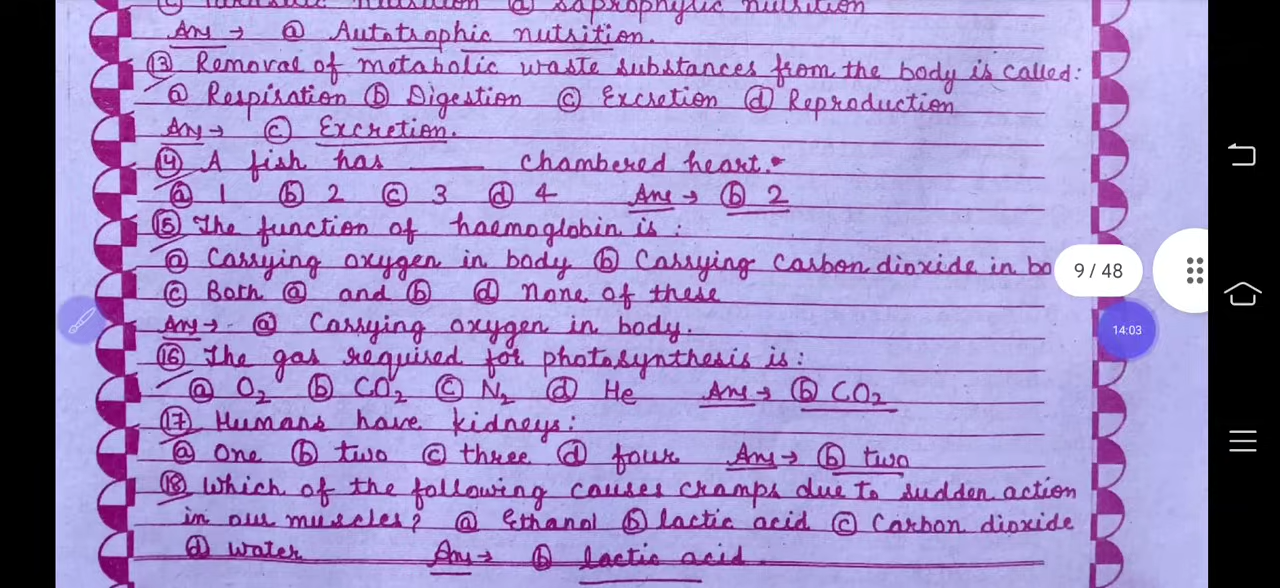 (c) Parasitic nutrition (d) Saprophytic nutrition
Ans → (a) Autotrophic nutrition.
(13) Removal of metabolic waste substances from the body is called:
(a) Respiration (b) Digestion (c) Excretion (d) Reproduction
Ans → (c) Excretion.
(14) A fish has ____ chambered heart.
(a) 1 (b) 2 (c) 3 (d) 4 Ans → (b) 2
(15) The function of haemoglobin is:
(a) Carrying oxygen in body (b) Carrying Carbon dioxide in bo
(c) Both (a) and (b) (d) none of these
Ans → (a) Carrying oxygen in body.
(16) The gas required for photosynthesis is:
(a) O₂ (b) CO₂ (c) N₂ (d) He Ans → (b) CO₂
(17) Humans have kidneys:
(a) One (b) two (c) three (d) four Ans → (b) two
(18) Which of the following causes cramps due to sudden action
in our muscles? (a) Ethanol (b) lactic acid (c) Carbon dioxide
(d) water Ans → (b) lactic acid.
9 / 48
14:03